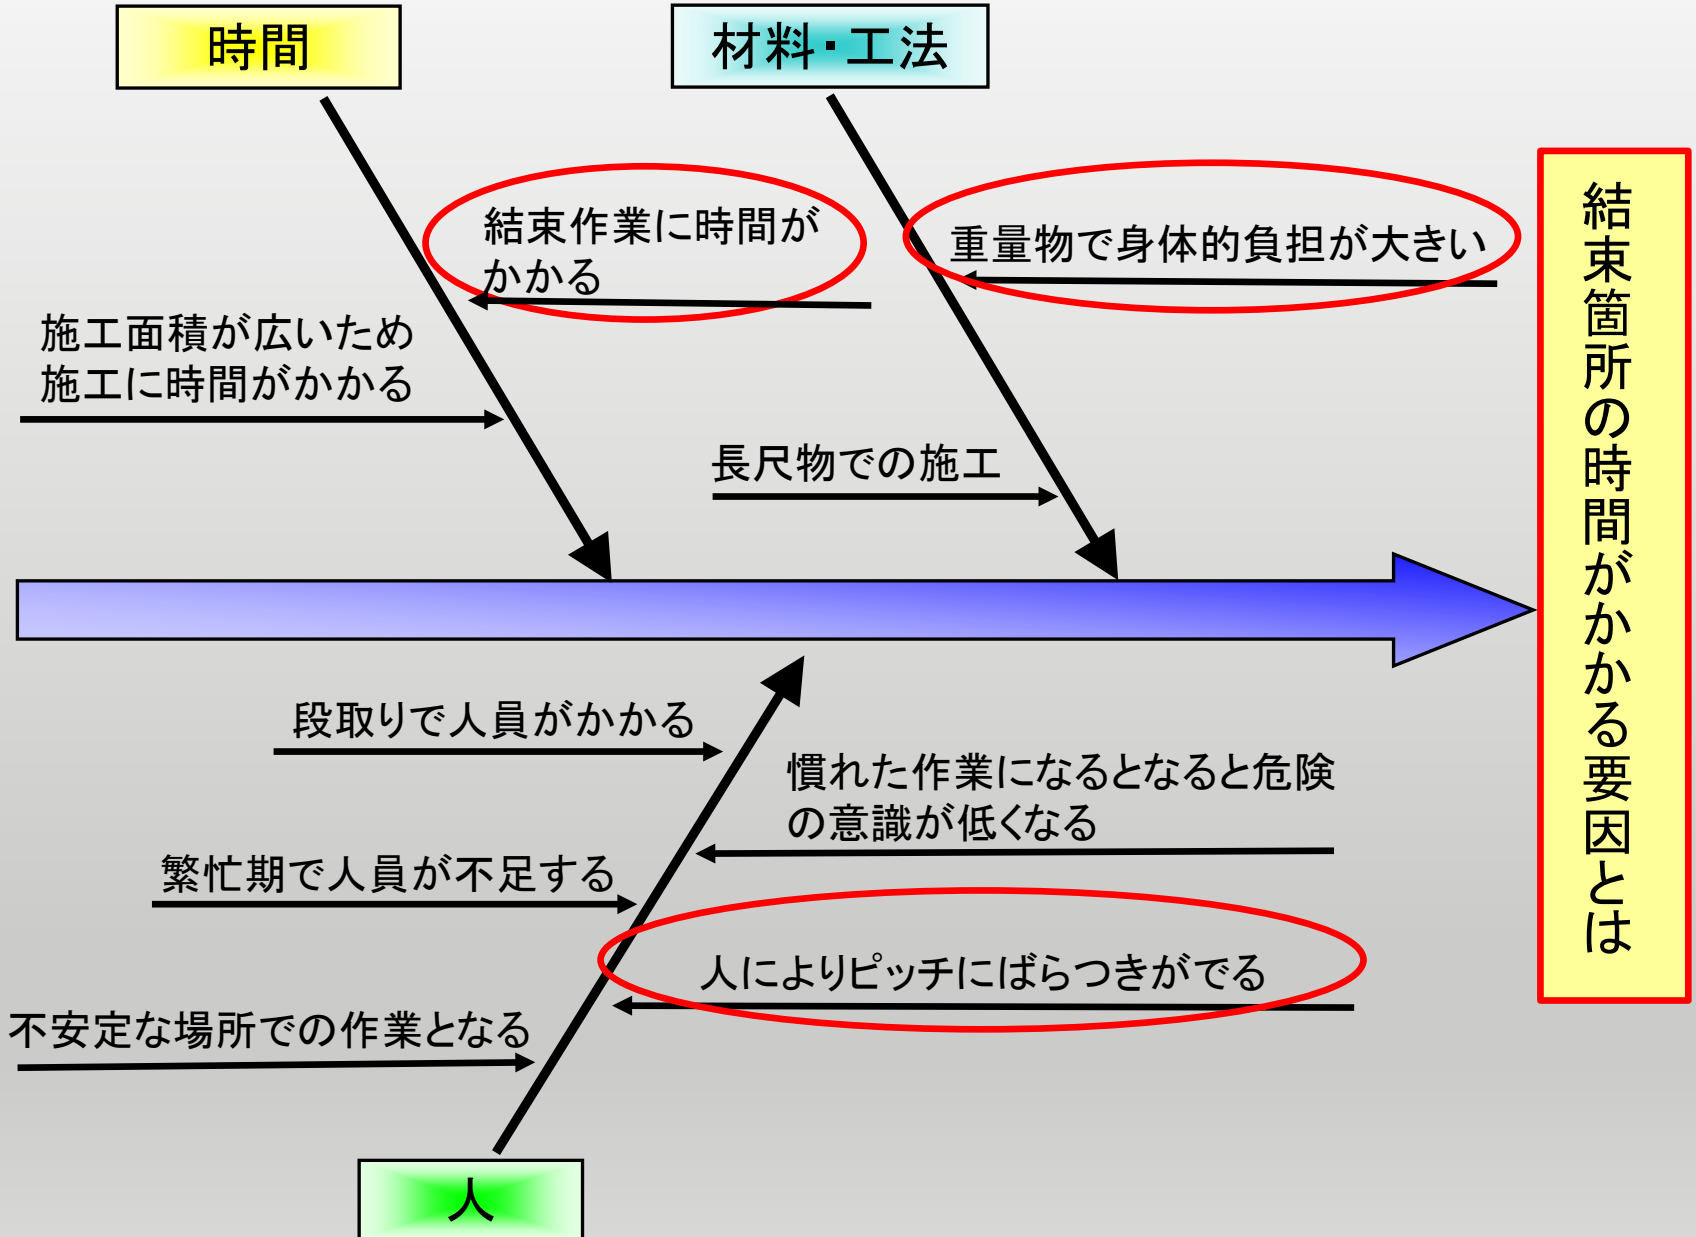 時間
材料・工法
結束作業に時間が
かかる
重量物で身体的負担が大きい
施工面積が広いため
施工に時間がかかる
長尺物での施工
結束箇所の時間がかかる要因とは
段取りで人員がかかる
慣れた作業になるとなると危険
の意識が低くなる
繁忙期で人員が不足する
人によりピッチにばらつきがでる
不安定な場所での作業となる
人